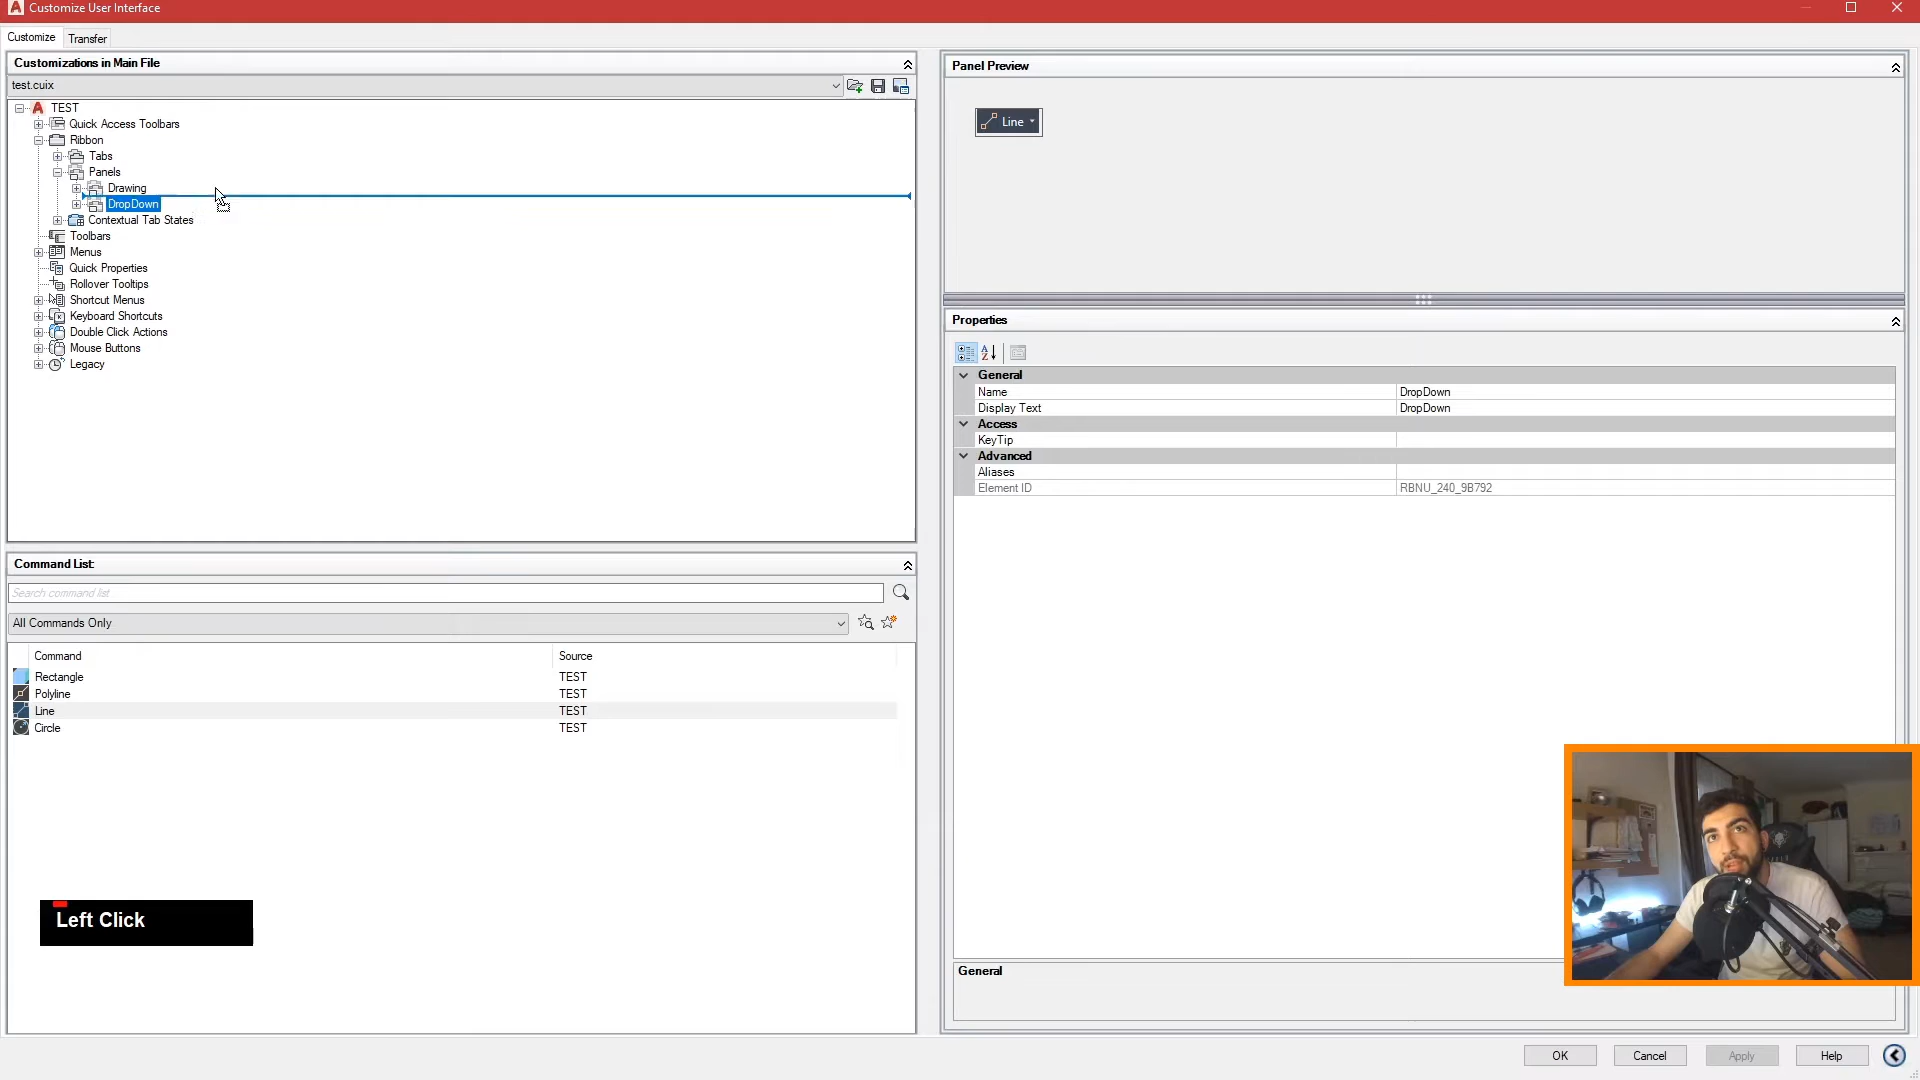 Customize User Interface
Customize Transfer
Customizations in Main File
test.cuix
TEST
Quick Access Toolbars
Ribbon
Tabs
Panels
Drawing
DropDown
Contextual Tab States
Toolbars
Menus
Quick Properties
Rollover Tooltips
Shortcut Menus
Keyboard Shortcuts
Double Click Actions
Mouse Buttons
Legacy
Command List:
Search command list
All Commands Only
Command Source
Rectangle TEST
Polyline TEST
Line TEST
Circle TEST
Left Click
Panel Preview
Line
Properties
General
Name DropDown
Display Text DropDown
Access
KeyTip
Advanced
Aliases
Element ID RBNU_240_9B792
General
OK Cancel Apply Help